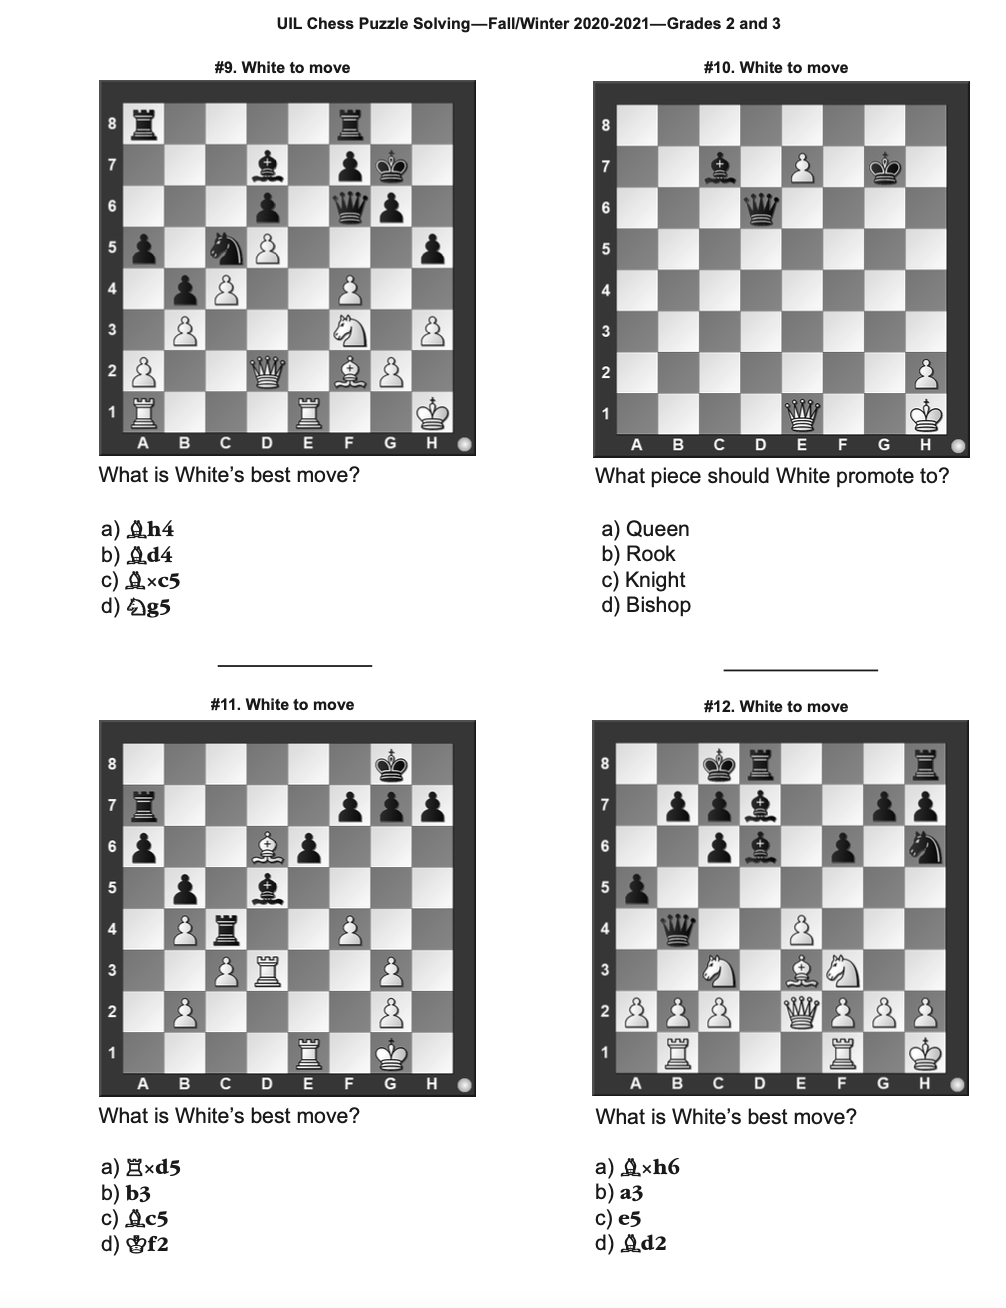 UIL Chess Puzzle Solving—Fall/Winter 2020-2021—Grades 2 and 3
#9. White to move
8
7
6
5
4
3
2
1
A B C D E F G H
What is White's best move?
a) ♗h4
b) ♗d4
c) ♗×c5
d) ♘g5
#10. White to move
8
7
6
5
4
3
2
1
A B C D E F G H
What piece should White promote to?
a) Queen
b) Rook
c) Knight
d) Bishop
#11. White to move
8
7
6
5
4
3
2
1
A B C D E F G H
What is White's best move?
a) ♖×d5
b) b3
c) ♗c5
d) ♔f2
#12. White to move
8
7
6
5
4
3
2
1
A B C D E F G H
What is White's best move?
a) ♗×h6
b) a3
c) e5
d) ♗d2